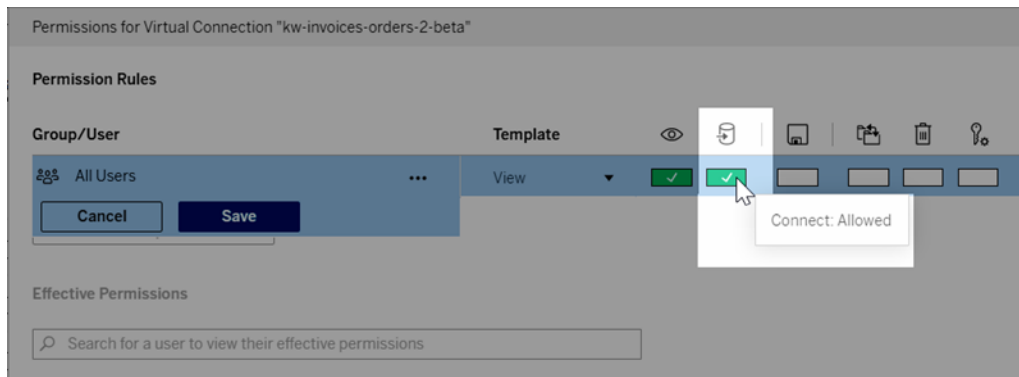 Permissions for Virtual Connection "kw-invoices-orders-2-beta"
Permission Rules
Group/User Template
All Users View
Cancel Save
Connect: Allowed
Effective Permissions
Search for a user to view their effective permissions